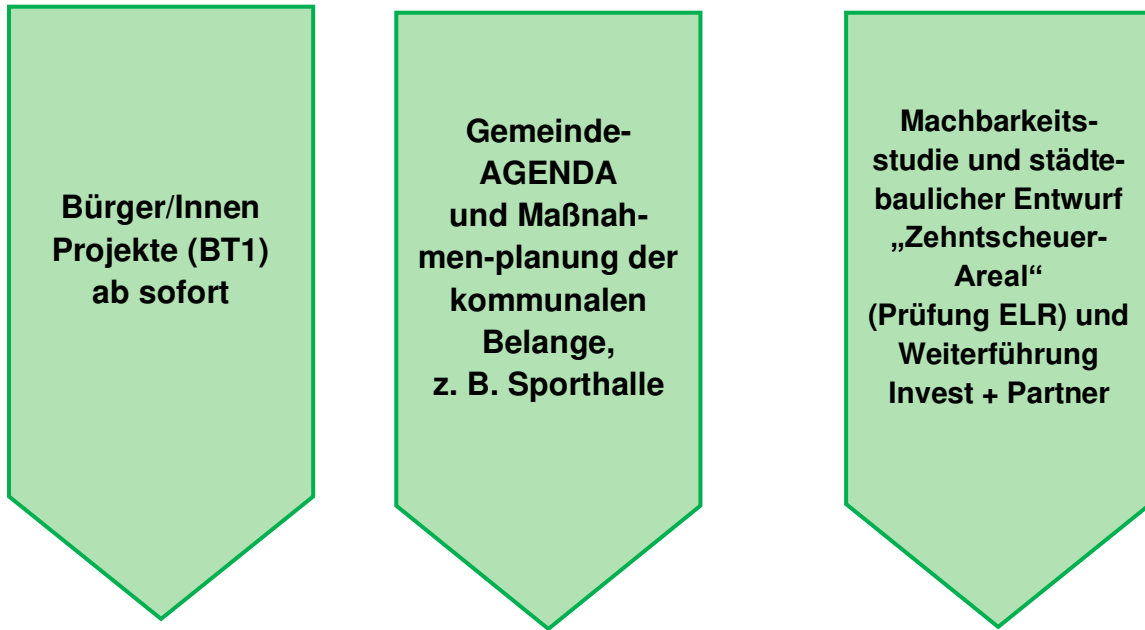 Bürger/Innen
Projekte (BT1)
ab sofort
Gemeinde-
AGENDA
und Maßnah-
men-planung der
kommunalen
Belange,
z. B. Sporthalle
Machbarkeits-
studie und städte-
baulicher Entwurf
„Zehntscheuer-
Areal“
(Prüfung ELR) und
Weiterführung
Invest + Partner